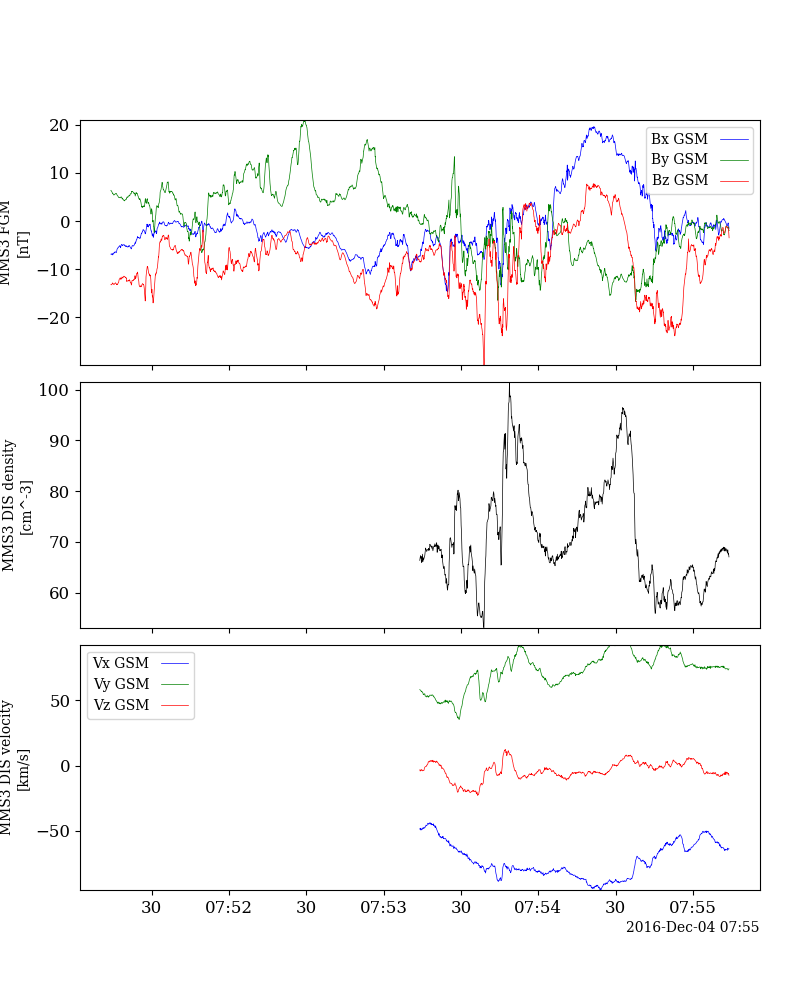 20
10
0
−10
−20
MMS3 FGM
[nT]
Bx GSM
By GSM
Bz GSM
100
90
80
70
60
MMS3 DIS density
[cm^-3]
50
0
−50
MMS3 DIS velocity
[km/s]
Vx GSM
Vy GSM
Vz GSM
30 07:52 30 07:53 30 07:54 30 07:55
2016-Dec-04 07:55